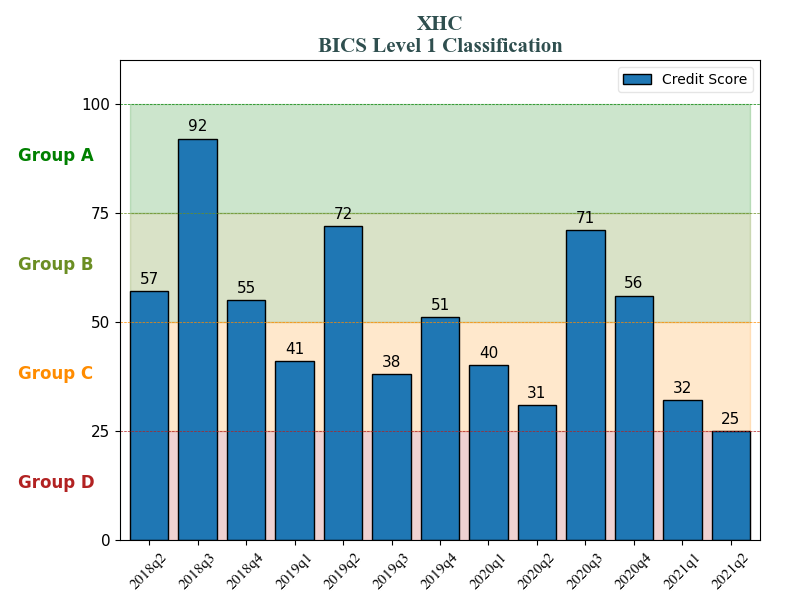 XHC
BICS Level 1 Classification
Credit Score
100
75
50
25
0
Group A
Group B
Group C
Group D
57
92
55
41
72
38
51
40
31
71
56
32
25
2018q2
2018q3
2018q4
2019q1
2019q2
2019q3
2019q4
2020q1
2020q2
2020q3
2020q4
2021q1
2021q2